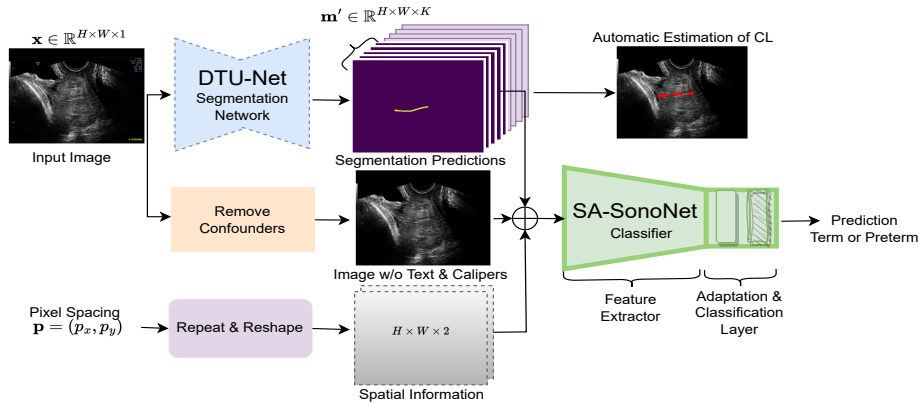 𝐱 ∈ ℝ^{H×W×1}
𝐦′ ∈ ℝ^{H×W×K}
Automatic Estimation of CL
DTU-Net
Segmentation
Network
Input Image
Segmentation Predictions
Remove
Confounders
SA-SonoNet
Classifier
Prediction
Term or Preterm
Image w/o Text & Calipers
Feature
Extractor
Adaptation &
Classification
Layer
Pixel Spacing
𝐩 = (p_x, p_y)
Repeat & Reshape
H × W × 2
Spatial Information